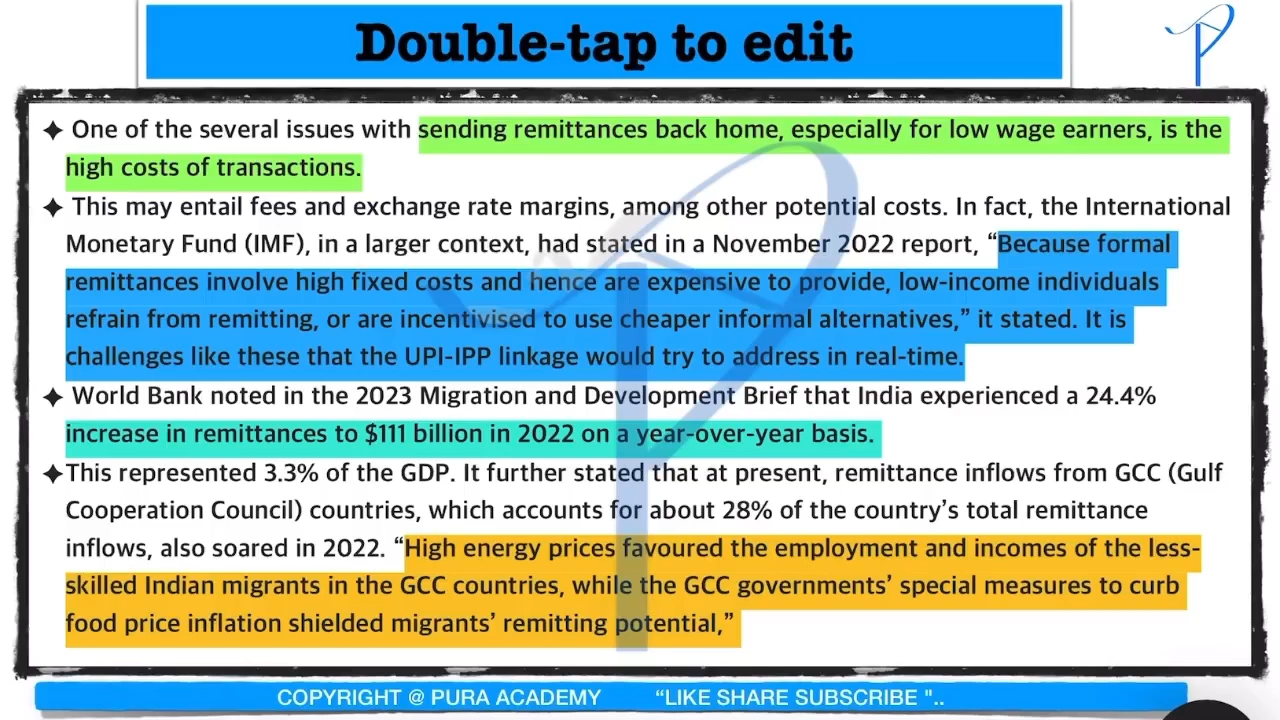 Double-tap to edit
✦ One of the several issues with sending remittances back home, especially for low wage earners, is the
high costs of transactions.
✦ This may entail fees and exchange rate margins, among other potential costs. In fact, the International
Monetary Fund (IMF), in a larger context, had stated in a November 2022 report, “Because formal
remittances involve high fixed costs and hence are expensive to provide, low-income individuals
refrain from remitting, or are incentivised to use cheaper informal alternatives,” it stated. It is
challenges like these that the UPI-IPP linkage would try to address in real-time.
✦ World Bank noted in the 2023 Migration and Development Brief that India experienced a 24.4%
increase in remittances to $111 billion in 2022 on a year-over-year basis.
✦This represented 3.3% of the GDP. It further stated that at present, remittance inflows from GCC (Gulf
Cooperation Council) countries, which accounts for about 28% of the country’s total remittance
inflows, also soared in 2022. “High energy prices favoured the employment and incomes of the less-
skilled Indian migrants in the GCC countries, while the GCC governments’ special measures to curb
food price inflation shielded migrants’ remitting potential,”
COPYRIGHT @ PURA ACADEMY “LIKE SHARE SUBSCRIBE "..